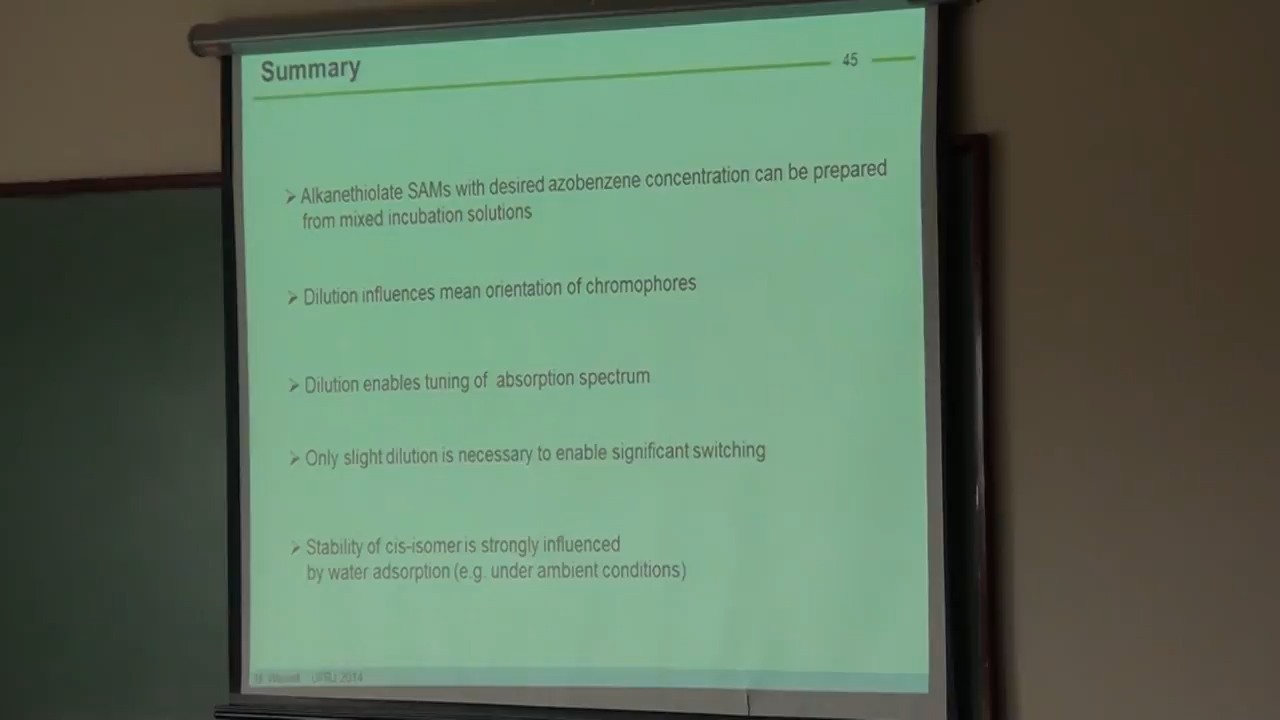 Summary
45
➤ Alkanethiolate SAMs with desired azobenzene concentration can be prepared
from mixed incubation solutions
➤ Dilution influences mean orientation of chromophores
➤ Dilution enables tuning of absorption spectrum
➤ Only slight dilution is necessary to enable significant switching
➤ Stability of cis-isomer is strongly influenced
by water adsorption (e.g. under ambient conditions)
UFRJ 2014